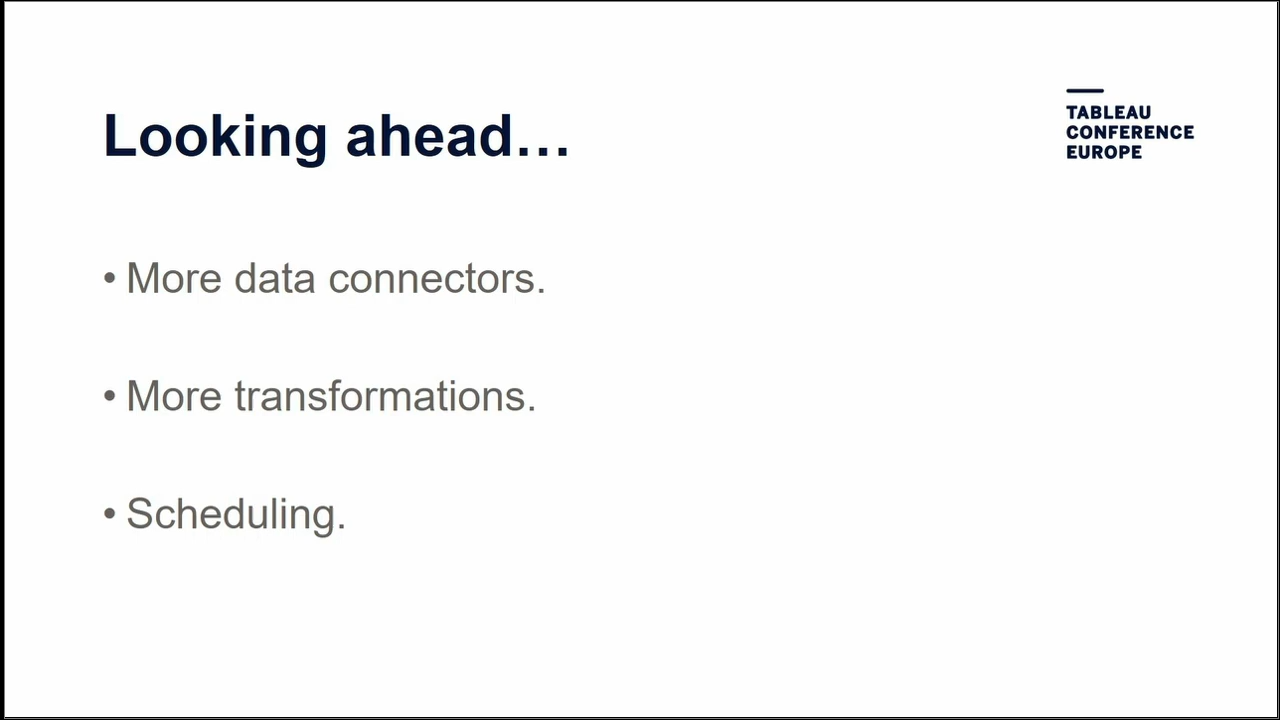 Looking ahead…
TABLEAU
CONFERENCE
EUROPE
• More data connectors.
• More transformations.
• Scheduling.